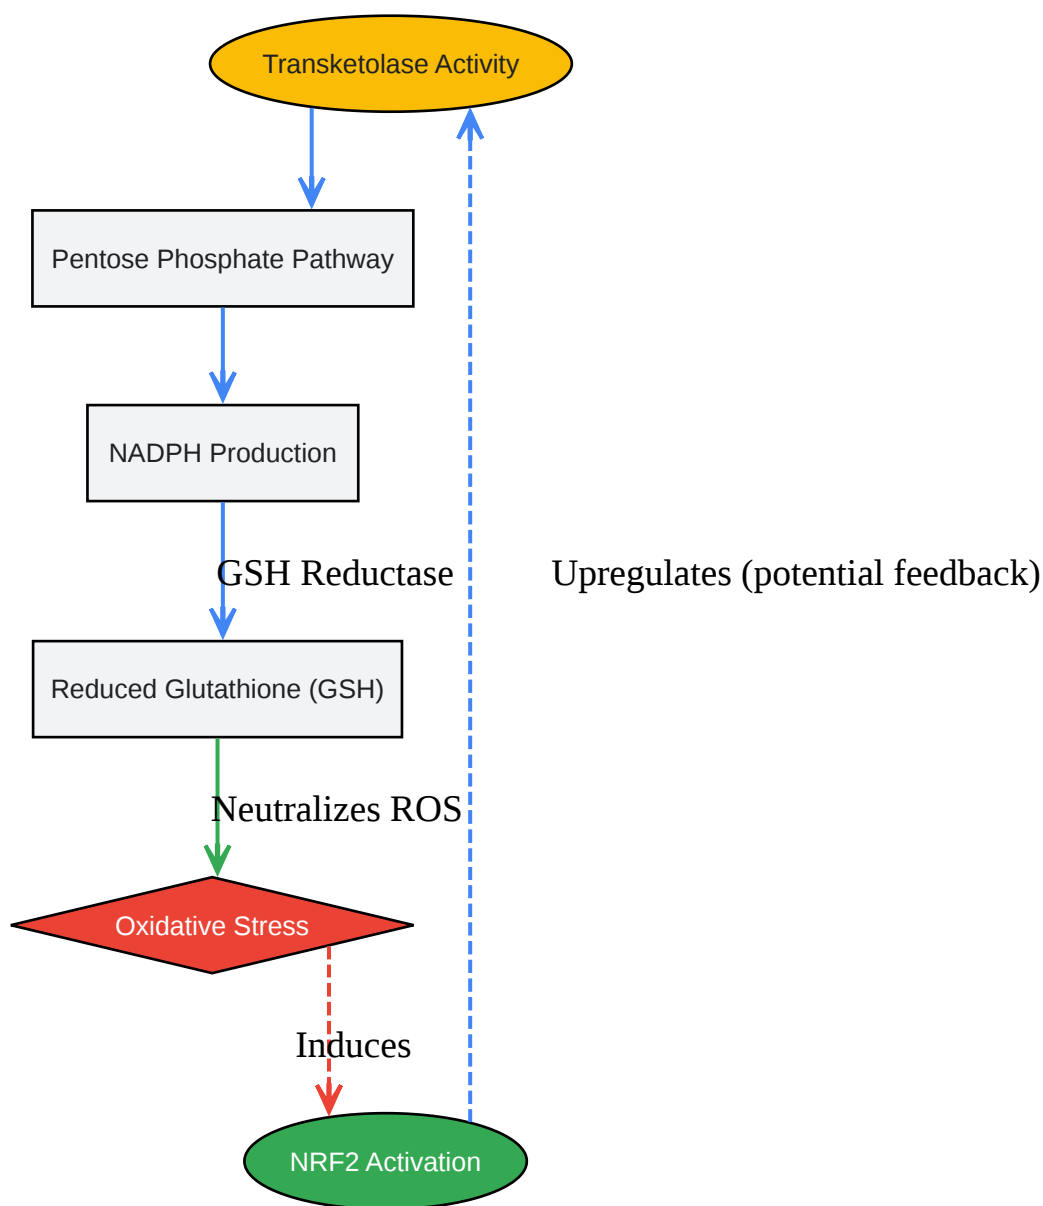 Transketolase Activity
Pentose Phosphate Pathway
NADPH Production
GSH Reductase
Upregulates (potential feedback)
Reduced Glutathione (GSH)
Neutralizes ROS
Oxidative Stress
Induces
NRF2 Activation